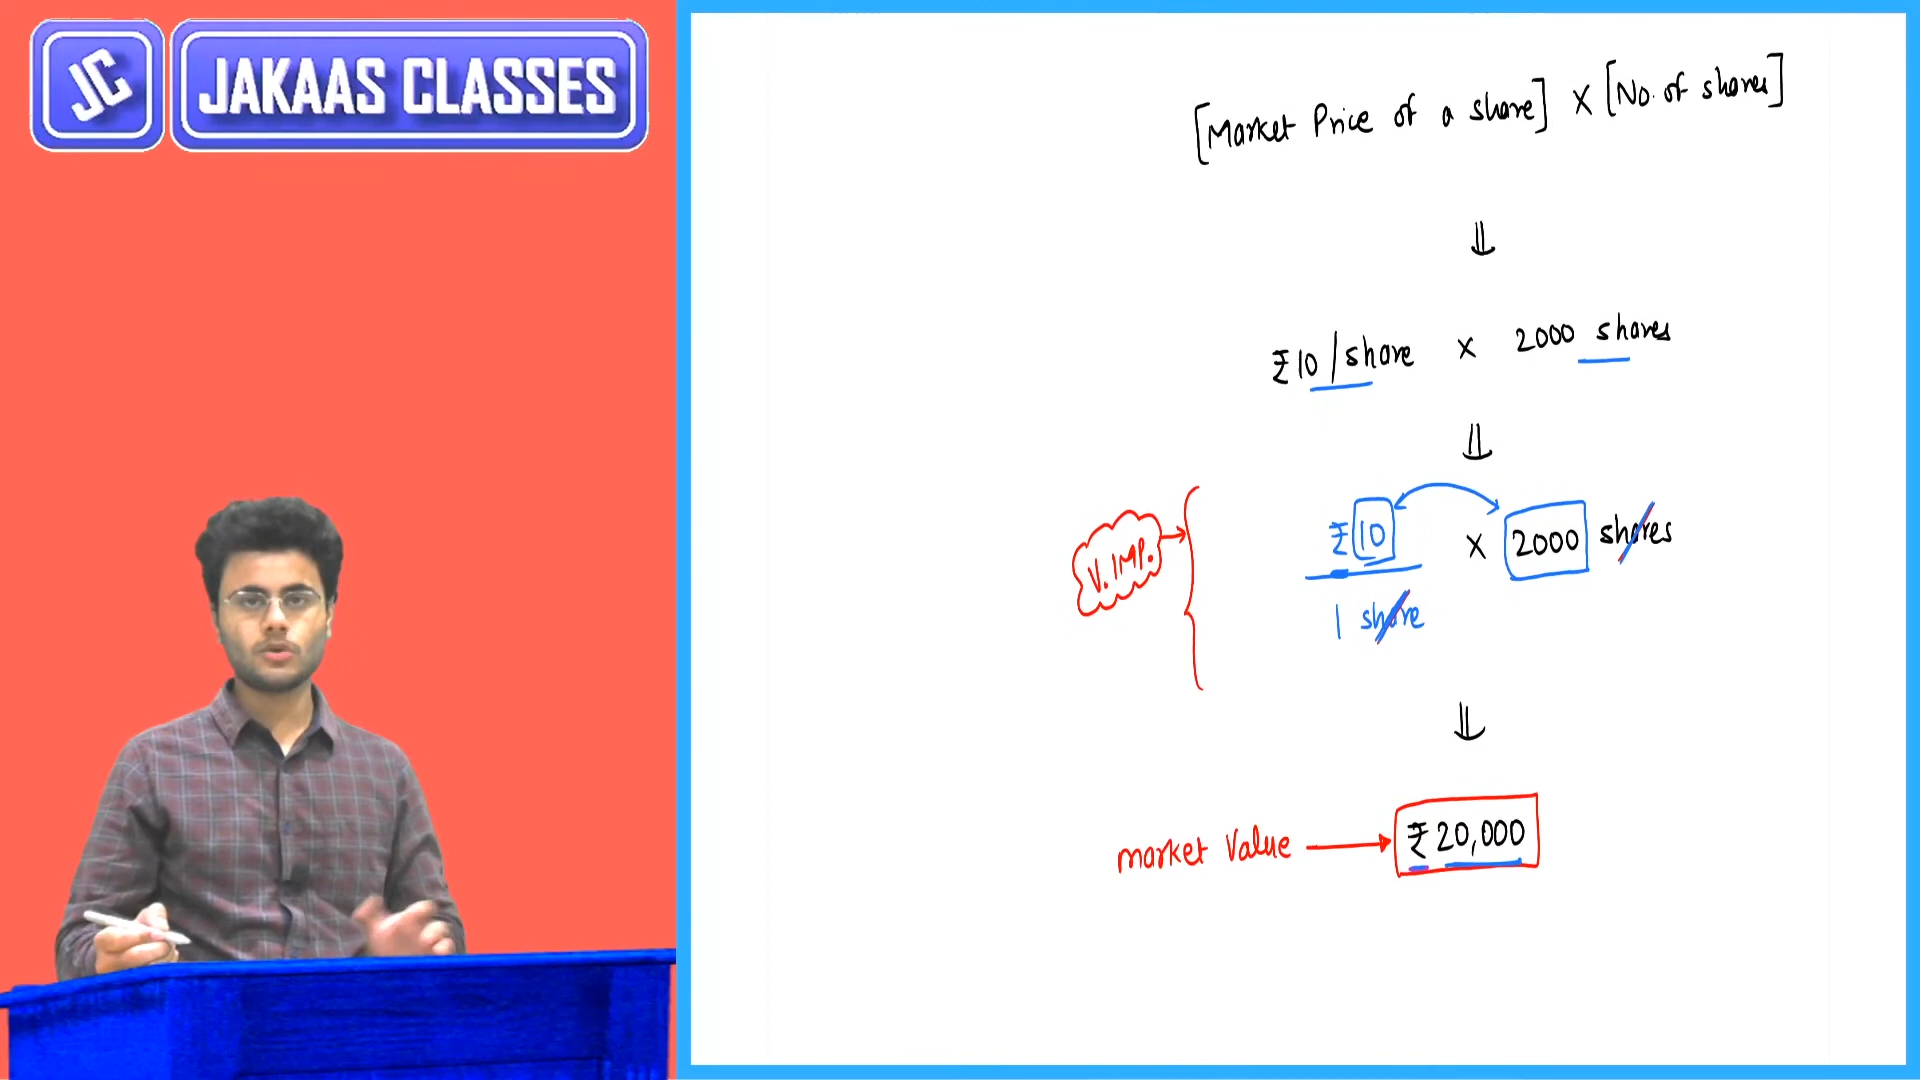 JC JAKAAS CLASSES
[Market Price of a share] X [No. of shares]
⇓
₹10/share x 2000 shares
⇓
V. IMP. → { ₹10 / 1 share x 2000 shares
⇓
market Value → ₹20,000